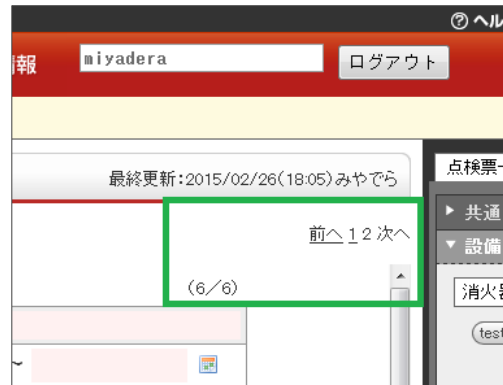 ヘル
報 miyadera ログアウト
最終更新:2015/02/26(18:05)みやでら
点検票
前へ 1 2 次へ
共通
設備
(6/6)
消火
test
~